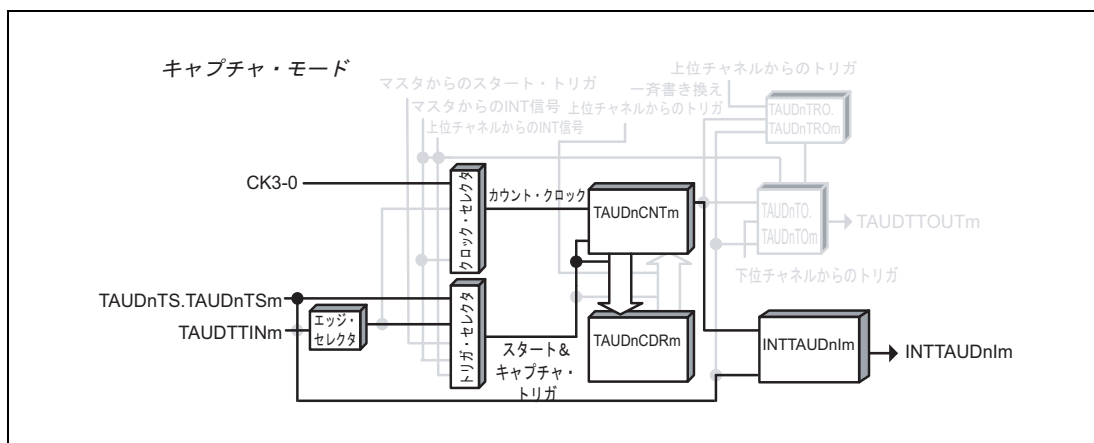 キャプチャ・モード
上位チャネルからのトリガ
マスタからのスタート・トリガ
一斉書き換え
マスタからのINT信号
上位チャネルからのトリガ
上位チャネルからのINT信号
TAUDnTRO.
TAUDnTROm
CK3-0
クロック・セレクタ
カウント・クロック
TAUDnCNTm
TAUDnTO.
TAUDnTOm
TAUDTTOUTm
下位チャネルからのトリガ
TAUDnTS.TAUDnTSm
TAUDTTINm
エッジ・
セレクタ
トリガ・セレクタ
スタート&
キャプチャ・
トリガ
TAUDnCDRm
INTTAUDnIm
INTTAUDnIm